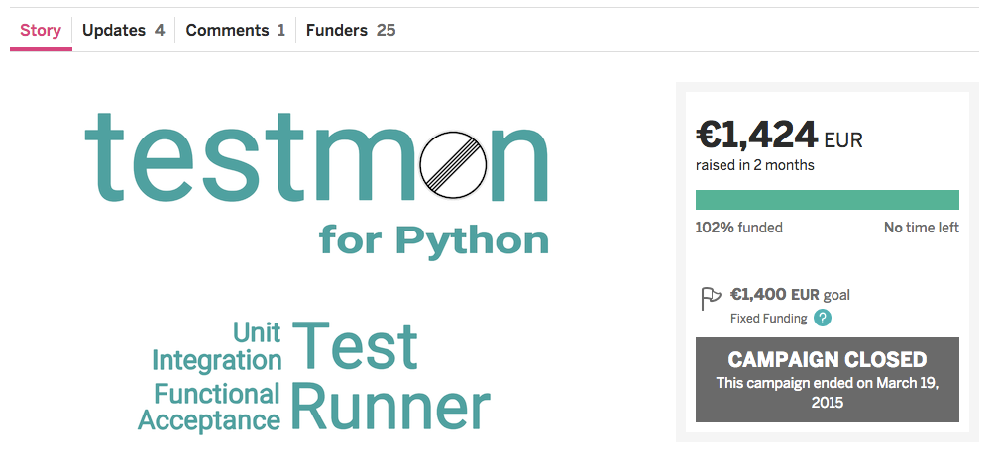 Story Updates 4 Comments 1 Funders 25
testmon
for Python
Unit
Integration
Functional
Acceptance
Test
Runner
€1,424 EUR
raised in 2 months
102% funded No time left
€1,400 EUR goal
Fixed Funding ?
CAMPAIGN CLOSED
This campaign ended on March 19,
2015